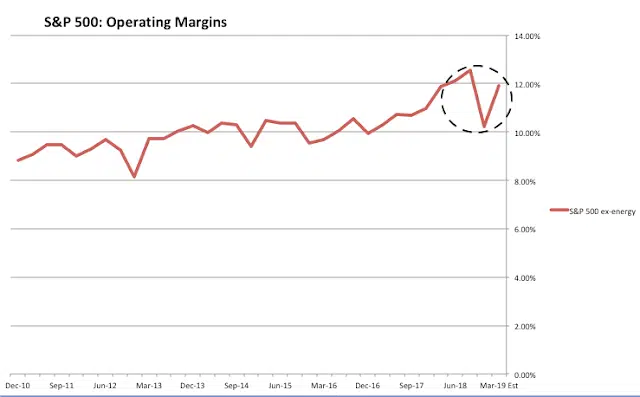 S&P 500: Operating Margins
14.00%
12.00%
10.00%
8.00%
6.00%
4.00%
2.00%
0.00%
S&P 500 ex-energy
Dec-10 Sep-11 Jun-12 Mar-13 Dec-13 Sep-14 Jun-15 Mar-16 Dec-16 Sep-17 Jun-18 Mar-19 Est